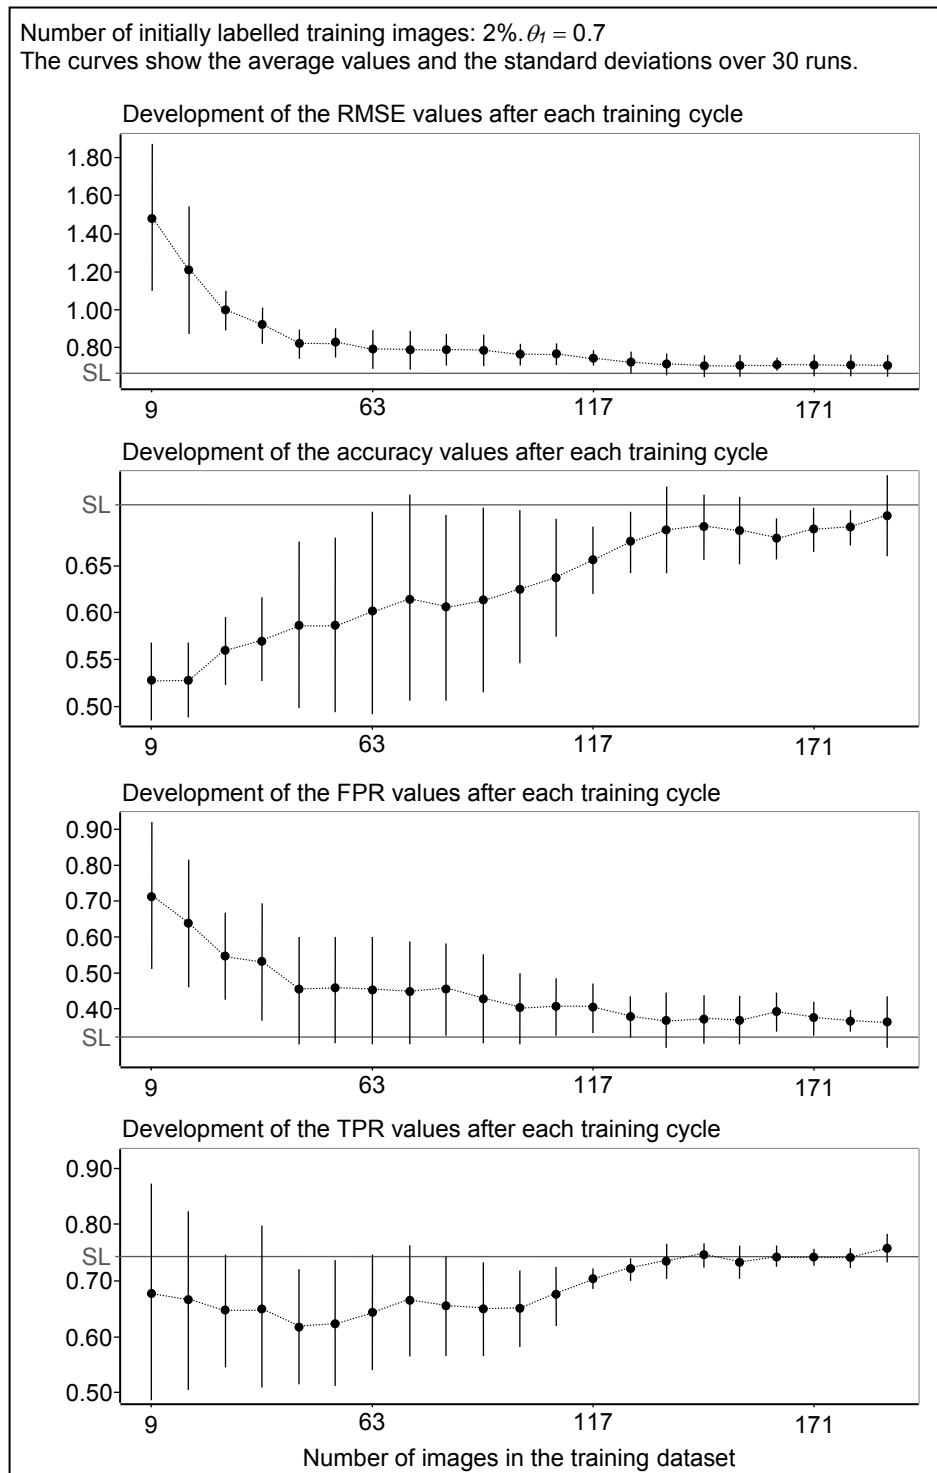 Number of initially labelled training images: 2%. θ1 = 0.7
The curves show the average values and the standard deviations over 30 runs.
Development of the RMSE values after each training cycle
1.80
1.60
1.40
1.20
1.00
0.80
SL
9 63 117 171
Development of the accuracy values after each training cycle
SL
0.65
0.60
0.55
0.50
9 63 117 171
Development of the FPR values after each training cycle
0.90
0.80
0.70
0.60
0.50
0.40
SL
9 63 117 171
Development of the TPR values after each training cycle
0.90
0.80
SL
0.70
0.60
0.50
9 63 117 171
Number of images in the training dataset